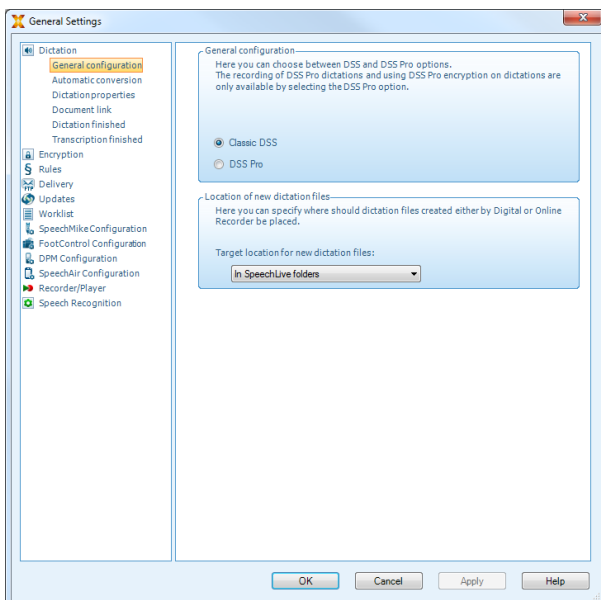 General Settings
Dictation
General configuration
Automatic conversion
Dictation properties
Document link
Dictation finished
Transcription finished
Encryption
Rules
Delivery
Updates
Worklist
SpeechMike Configuration
FootControl Configuration
DPM Configuration
SpeechAir Configuration
Recorder/Player
Speech Recognition
General configuration
Here you can choose between DSS and DSS Pro options.
The recording of DSS Pro dictations and using DSS Pro encryption on dictations are
only available by selecting the DSS Pro option.
Classic DSS
DSS Pro
Location of new dictation files
Here you can specify where should dictation files created either by Digital or Online
Recorder be placed.
Target location for new dictation files:
In SpeechLive folders
OK Cancel Apply Help